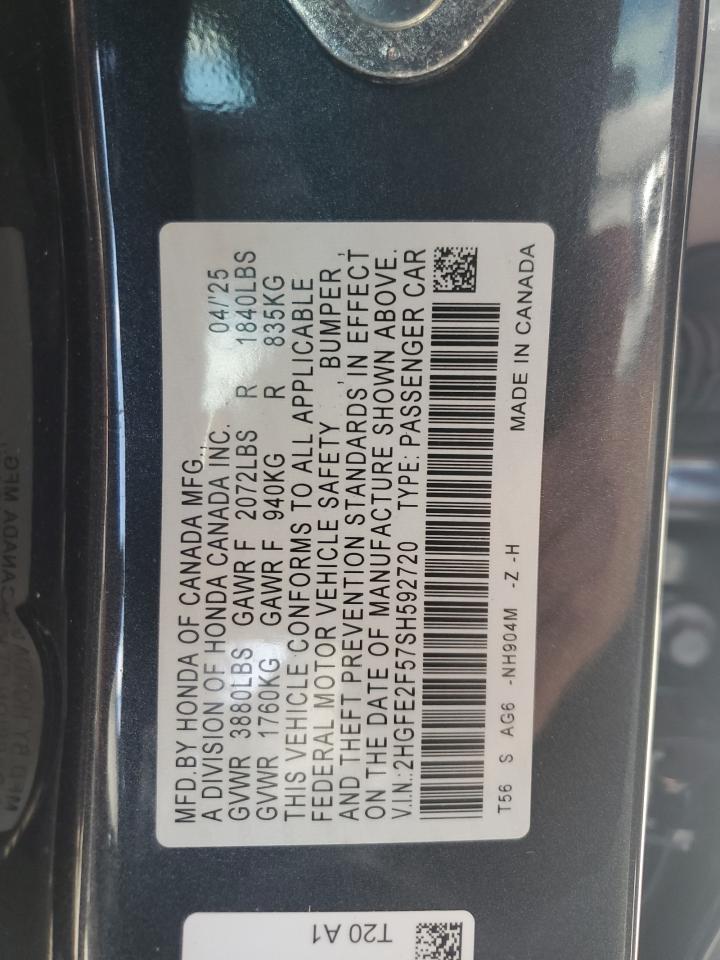 MFD.BY HONDA OF CANADA MFG.,
A DIVISION OF HONDA CANADA INC. 04/'25
GVWR 3880LBS GAWR F 2072LBS R 1840LBS
GVWR 1760KG GAWR F 940KG R 835KG
THIS VEHICLE CONFORMS TO ALL APPLICABLE
FEDERAL MOTOR VEHICLE SAFETY, BUMPER,
AND THEFT PREVENTION STANDARDS, IN EFFECT
ON THE DATE OF MANUFACTURE SHOWN ABOVE.
V.I.N.:2HGFE2F57SH592720 TYPE: PASSENGER CAR
T56 S AG6 -NH904M -Z -H
MADE IN CANADA
T20 A1